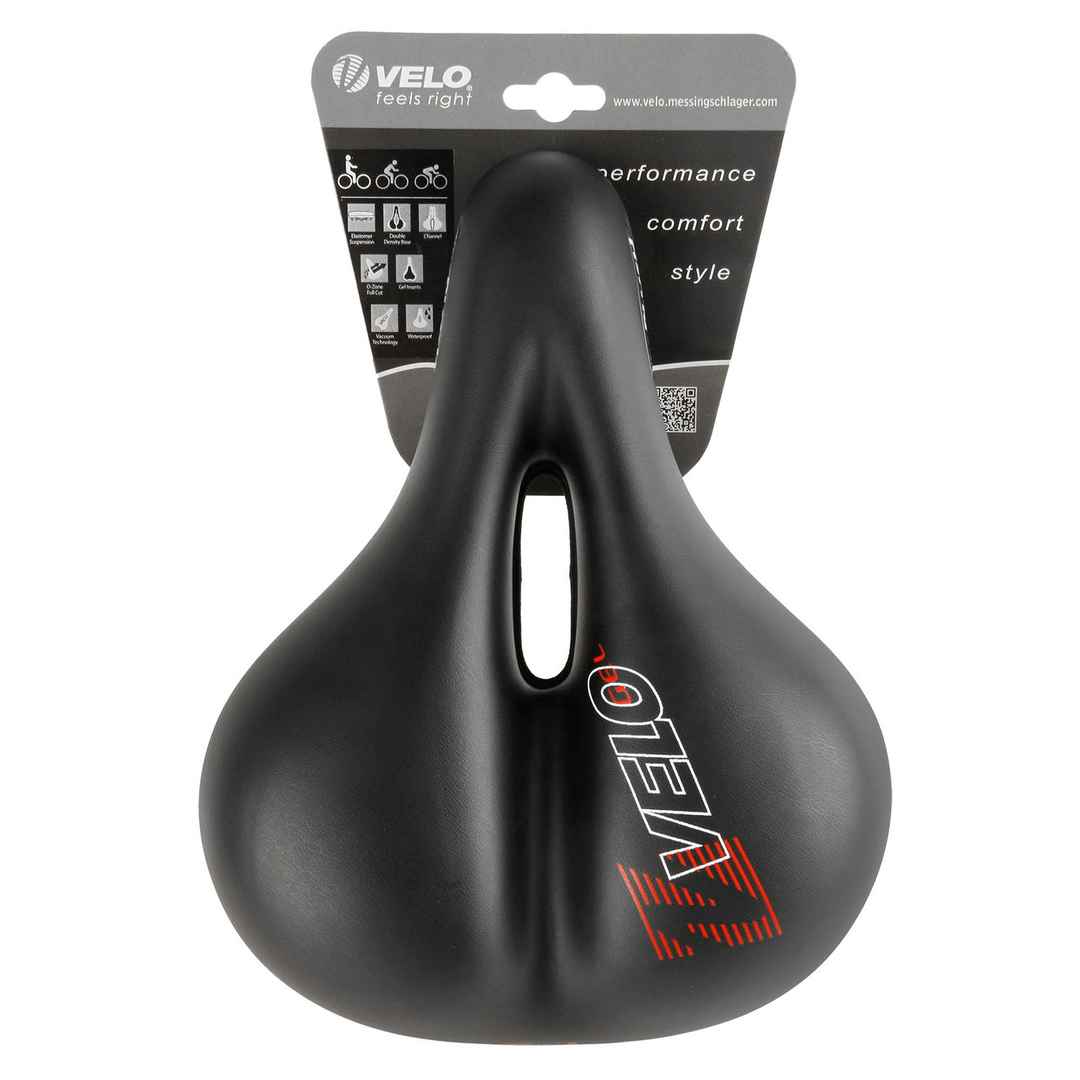 VELO®
feels right
www.velo.messingschlager.com
performance
comfort
style
Elastomer
Suspension
Double
Density Base
E'hannel
O-Zone
Full Cut
Gel Inserts
Vacuum
Technology
Waterproof
GEL
VELO